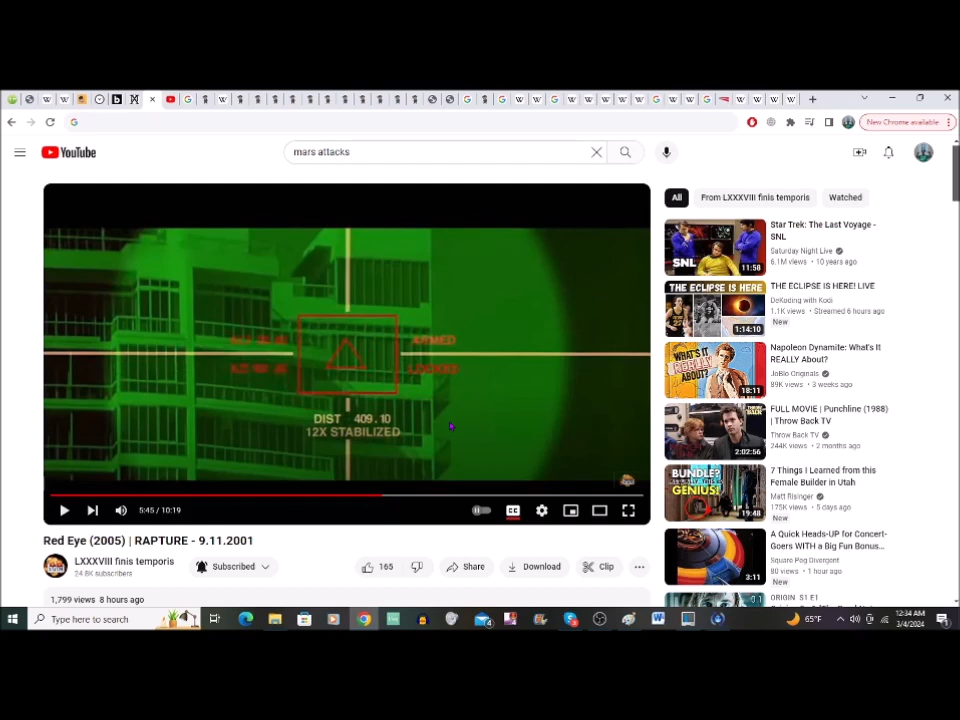 New Chrome available
YouTube
mars attacks
ARMED
DIST 409.10
12X STABILIZED
5:45 / 10:19
Red Eye (2005) | RAPTURE - 9.11.2001
LXXXVIII finis temporis
24.8K subscribers
Subscribed
165
Share
Download
Clip
1,799 views 8 hours ago
All
From LXXXVIII finis temporis
Watched
SNL
11:58
Star Trek: The Last Voyage -
SNL
Saturday Night Live
6.1M views • 10 years ago
THE ECLIPSE IS HERE
1:14:10
THE ECLIPSE IS HERE! LIVE
DeKoding with Kodi
1.1K views • Streamed 6 hours ago
New
WHAT'S IT
REALLY
ABOUT?
18:11
Napoleon Dynamite: What's It
REALLY About?
JoBlo Originals
89K views • 3 weeks ago
2:02:56
FULL MOVIE | Punchline (1988)
| Throw Back TV
Throw Back TV
244K views • 2 months ago
BUNDLE?
GENIUS!
19:48
7 Things I Learned from this
Female Builder in Utah
Matt Risinger
175K views • 5 days ago
New
3:11
A Quick Heads-UP for Concert-
Goers WITH a Big Fun Bonus...
Square Peg Divergent
80 views • 1 hour ago
New
ORIGIN S1 E1
Type here to search
65°F
12:34 AM
3/4/2024